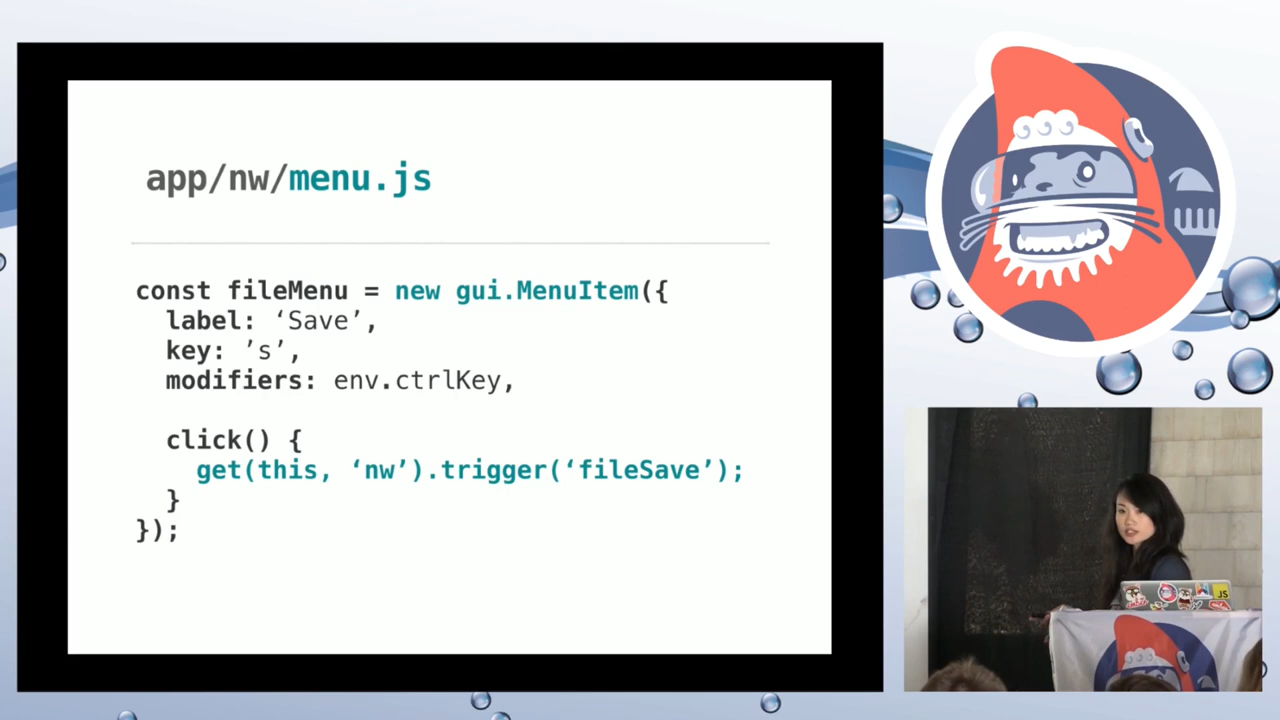 app/nw/menu.js
const fileMenu = new gui.MenuItem({
label: ‘Save’,
key: ’s’,
modifiers: env.ctrlKey,
click() {
get(this, ‘nw’).trigger(‘fileSave’);
}
});
JS